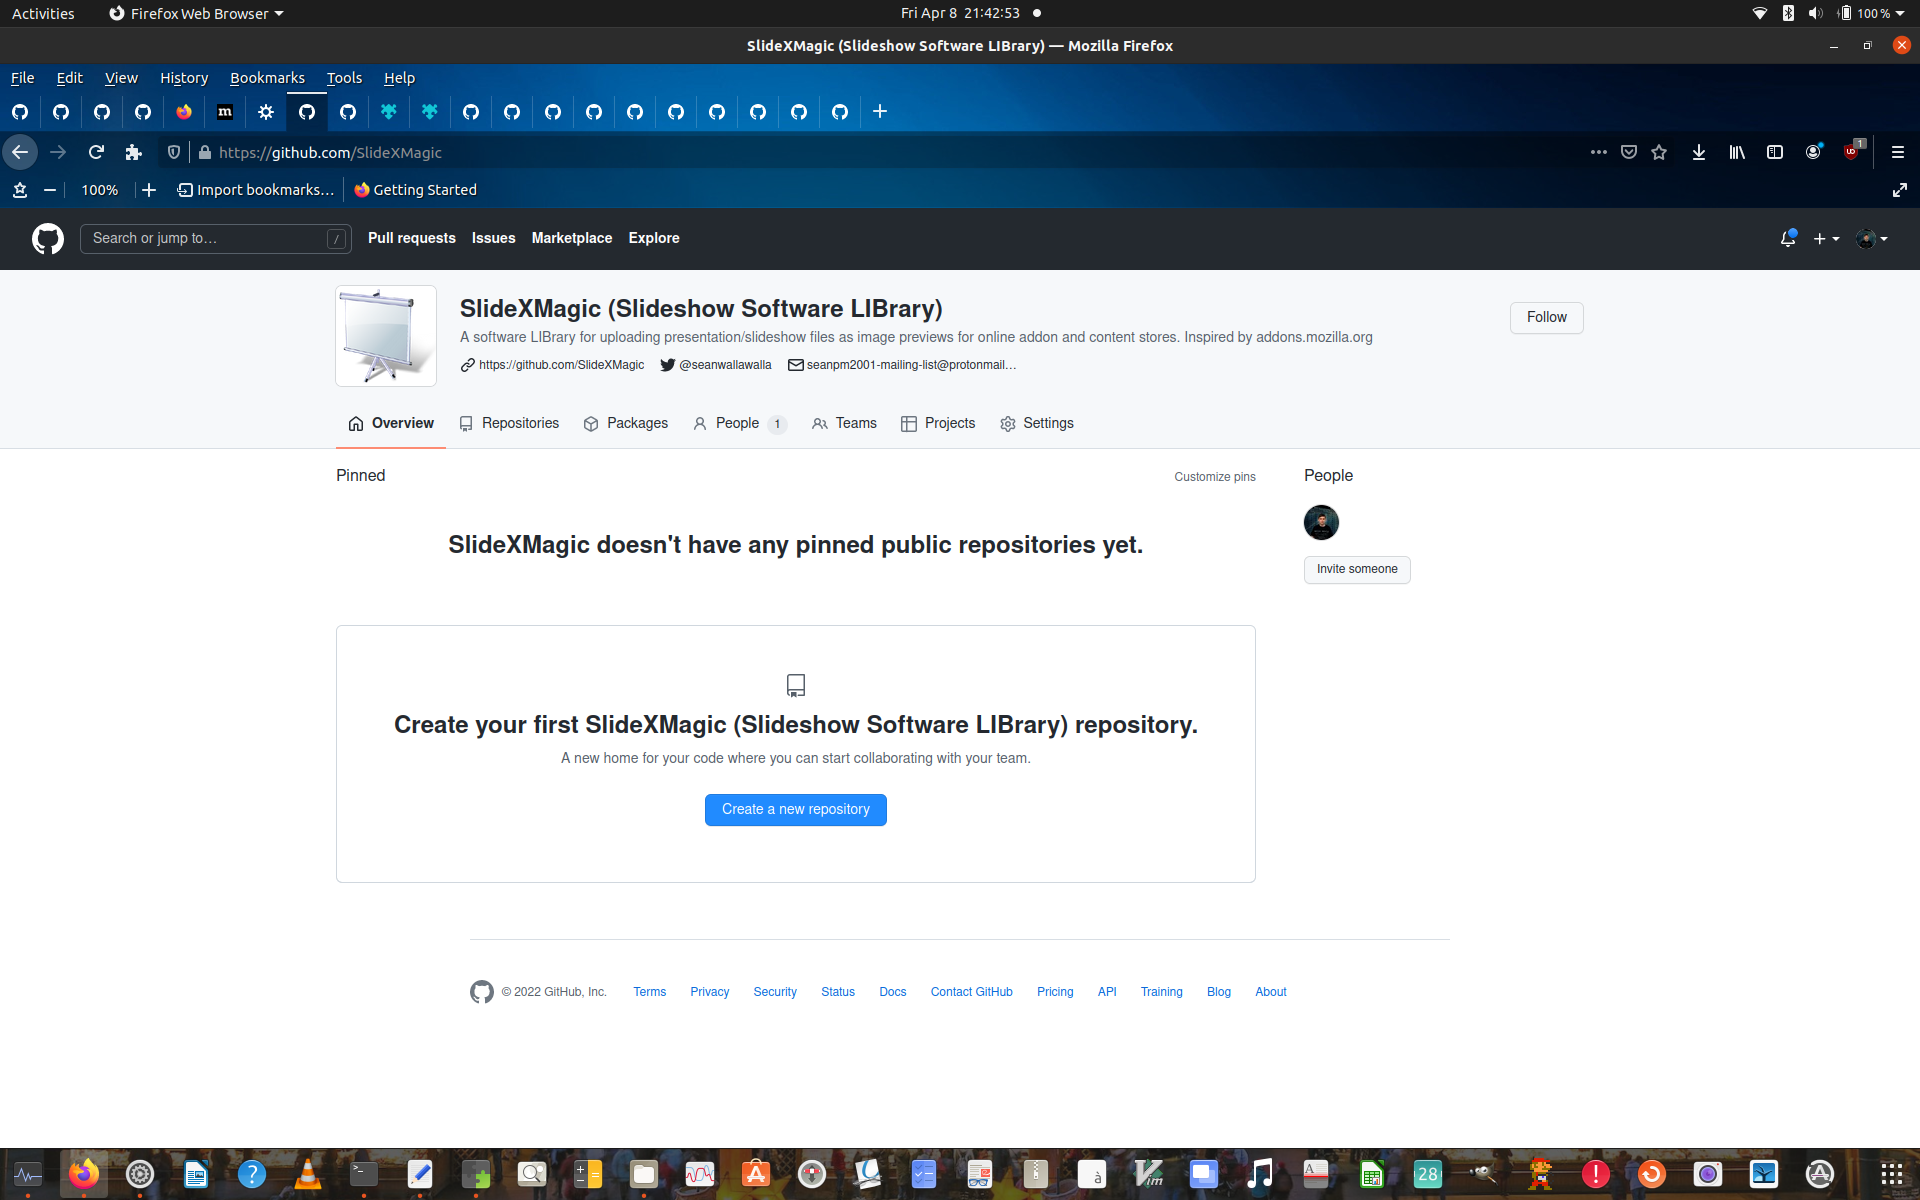 Activities Firefox Web Browser Fri Apr 8 21:42:53 100 %
SlideXMagic (Slideshow Software LIBrary) — Mozilla Firefox
File Edit View History Bookmarks Tools Help
m
https://github.com/SlideXMagic 1
100% Import bookmarks… Getting Started
Search or jump to… / Pull requests Issues Marketplace Explore
SlideXMagic (Slideshow Software LIBrary)
Follow
A software LIBrary for uploading presentation/slideshow files as image previews for online addon and content stores. Inspired by addons.mozilla.org
https://github.com/SlideXMagic @seanwallawalla seanpm2001-mailing-list@protonmail…
Overview Repositories Packages People 1 Teams Projects Settings
Pinned Customize pins People
SlideXMagic doesn't have any pinned public repositories yet.
Invite someone
Create your first SlideXMagic (Slideshow Software LIBrary) repository.
A new home for your code where you can start collaborating with your team.
Create a new repository
© 2022 GitHub, Inc. Terms Privacy Security Status Docs Contact GitHub Pricing API Training Blog About
28